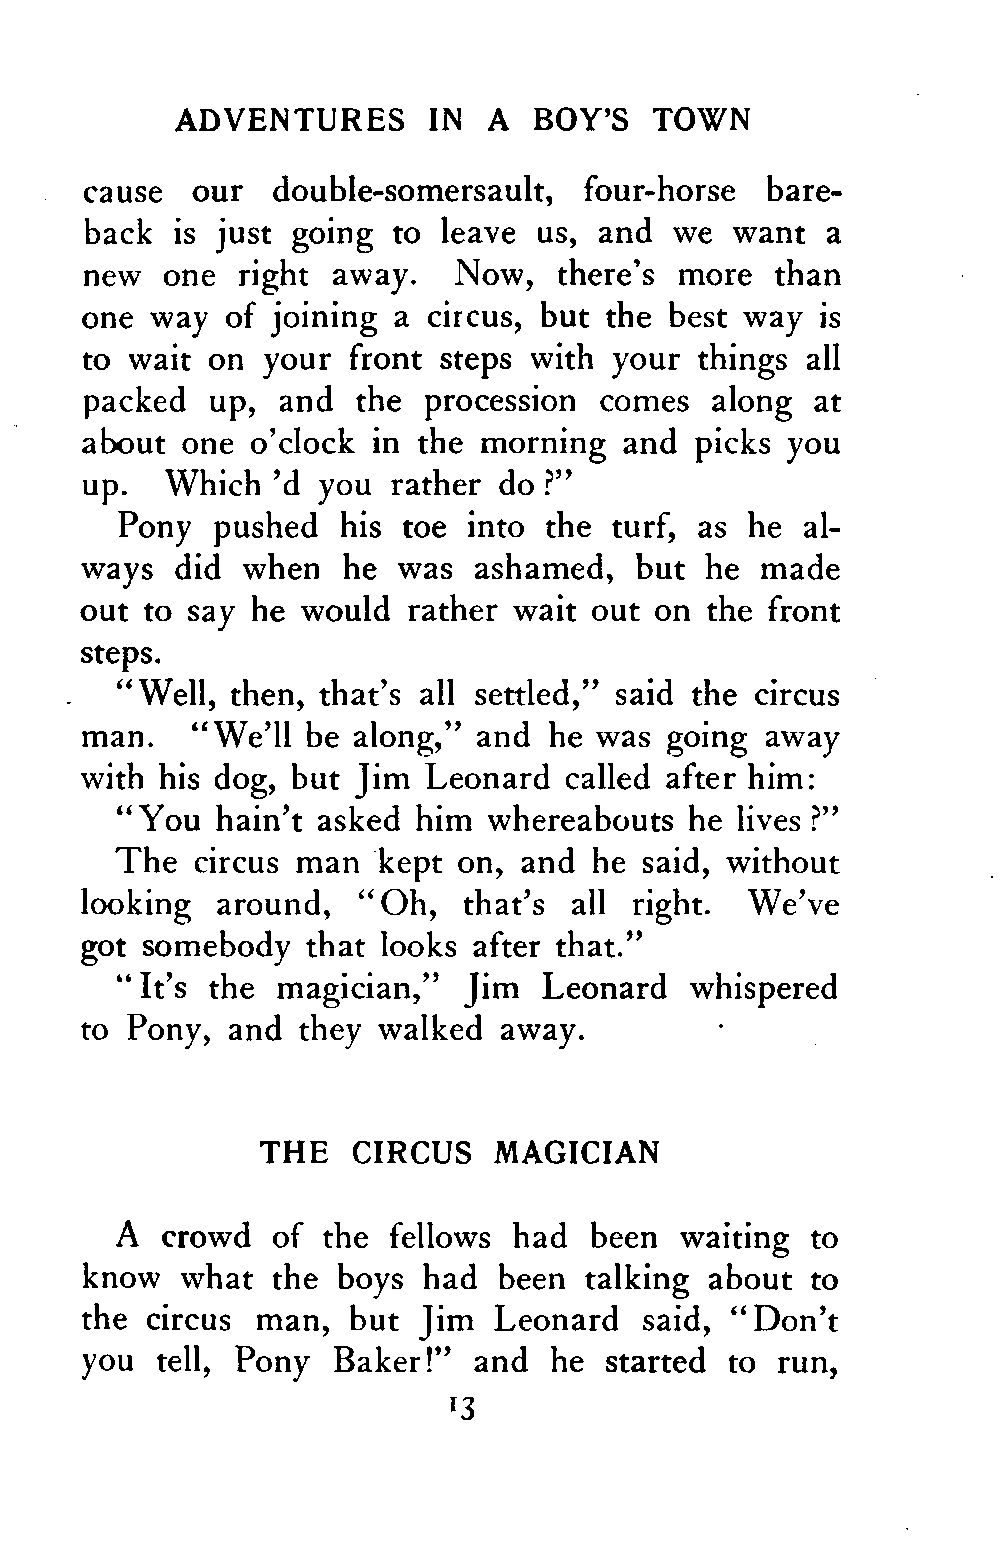 ADVENTURES IN A BOY'S TOWN
cause our double-somersault, four-horse bare-
back is just going to leave us, and we want a
new one right away. Now, there's more than
one way of joining a circus, but the best way is
to wait on your front steps with your things all
packed up, and the procession comes along at
about one o'clock in the morning and picks you
up. Which 'd you rather do?"
Pony pushed his toe into the turf, as he al-
ways did when he was ashamed, but he made
out to say he would rather wait out on the front
steps.
"Well, then, that's all settled," said the circus
man. "We'll be along," and he was going away
with his dog, but Jim Leonard called after him:
"You hain't asked him whereabouts he lives?"
The circus man kept on, and he said, without
looking around, "Oh, that's all right. We've
got somebody that looks after that."
"It's the magician," Jim Leonard whispered
to Pony, and they walked away.
THE CIRCUS MAGICIAN
A crowd of the fellows had been waiting to
know what the boys had been talking about to
the circus man, but Jim Leonard said, "Don't
you tell, Pony Baker!" and he started to run,
13